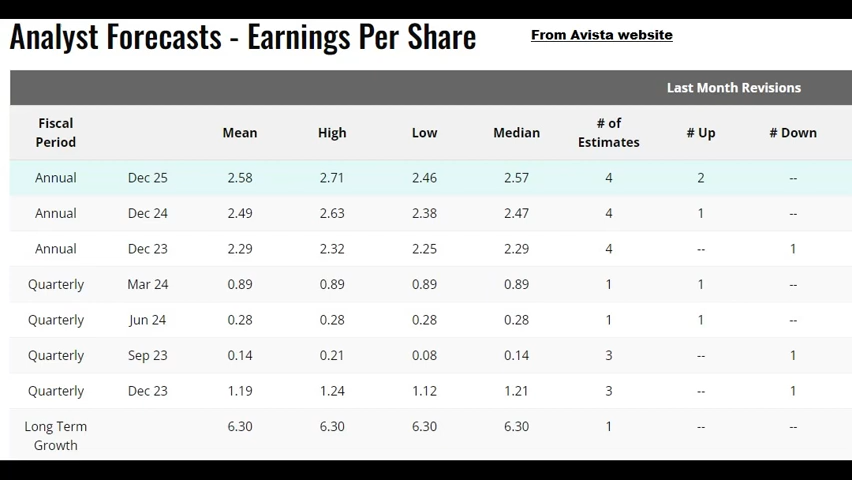 Analyst Forecasts - Earnings Per Share From Avista website
Last Month Revisions
Fiscal Period Mean High Low Median # of Estimates # Up # Down
Annual Dec 25 2.58 2.71 2.46 2.57 4 2 --
Annual Dec 24 2.49 2.63 2.38 2.47 4 1 --
Annual Dec 23 2.29 2.32 2.25 2.29 4 -- 1
Quarterly Mar 24 0.89 0.89 0.89 0.89 1 1 --
Quarterly Jun 24 0.28 0.28 0.28 0.28 1 1 --
Quarterly Sep 23 0.14 0.21 0.08 0.14 3 -- 1
Quarterly Dec 23 1.19 1.24 1.12 1.21 3 -- 1
Long Term Growth 6.30 6.30 6.30 6.30 1 -- --